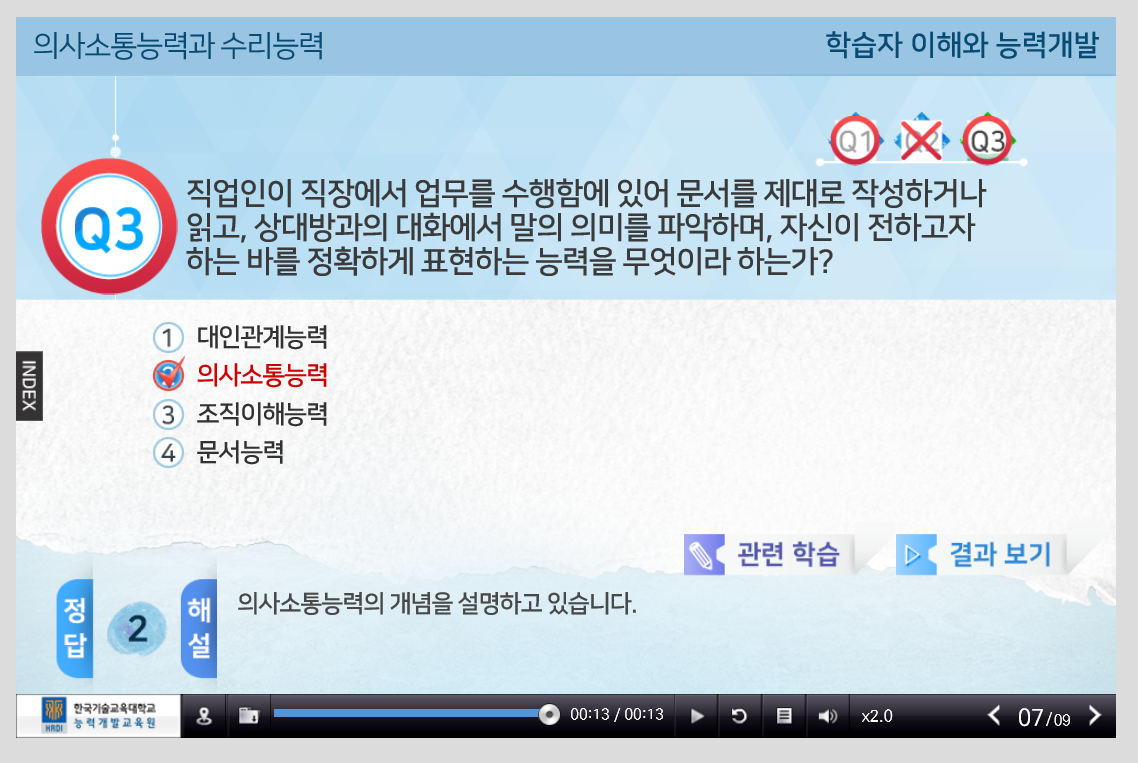 의사소통능력과 수리능력
학습자 이해와 능력개발
Q1 Q2 Q3
Q3
직업인이 직장에서 업무를 수행함에 있어 문서를 제대로 작성하거나
읽고, 상대방과의 대화에서 말의 의미를 파악하며, 자신이 전하고자
하는 바를 정확하게 표현하는 능력을 무엇이라 하는가?
1 대인관계능력
의사소통능력
3 조직이해능력
4 문서능력
INDEX
관련 학습
결과 보기
정답
2
해설
의사소통능력의 개념을 설명하고 있습니다.
HRDI
한국기술교육대학교
능력개발교육원
00:13 / 00:13
x2.0
07/09